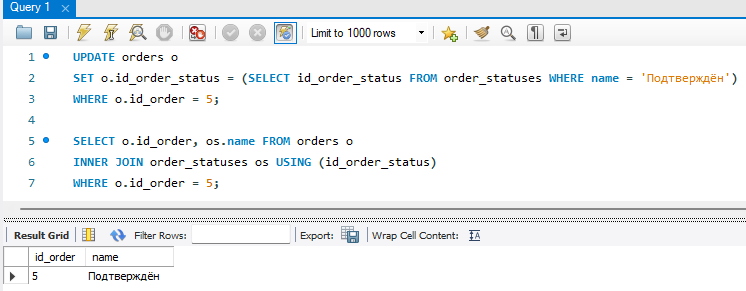 Query 1
Limit to 1000 rows
1 UPDATE orders o
2 SET o.id_order_status = (SELECT id_order_status FROM order_statuses WHERE name = 'Подтверждён')
3 WHERE o.id_order = 5;
4
5 SELECT o.id_order, os.name FROM orders o
6 INNER JOIN order_statuses os USING (id_order_status)
7 WHERE o.id_order = 5;
Result Grid Filter Rows: Export: Wrap Cell Content:
id_order name
5 Подтверждён